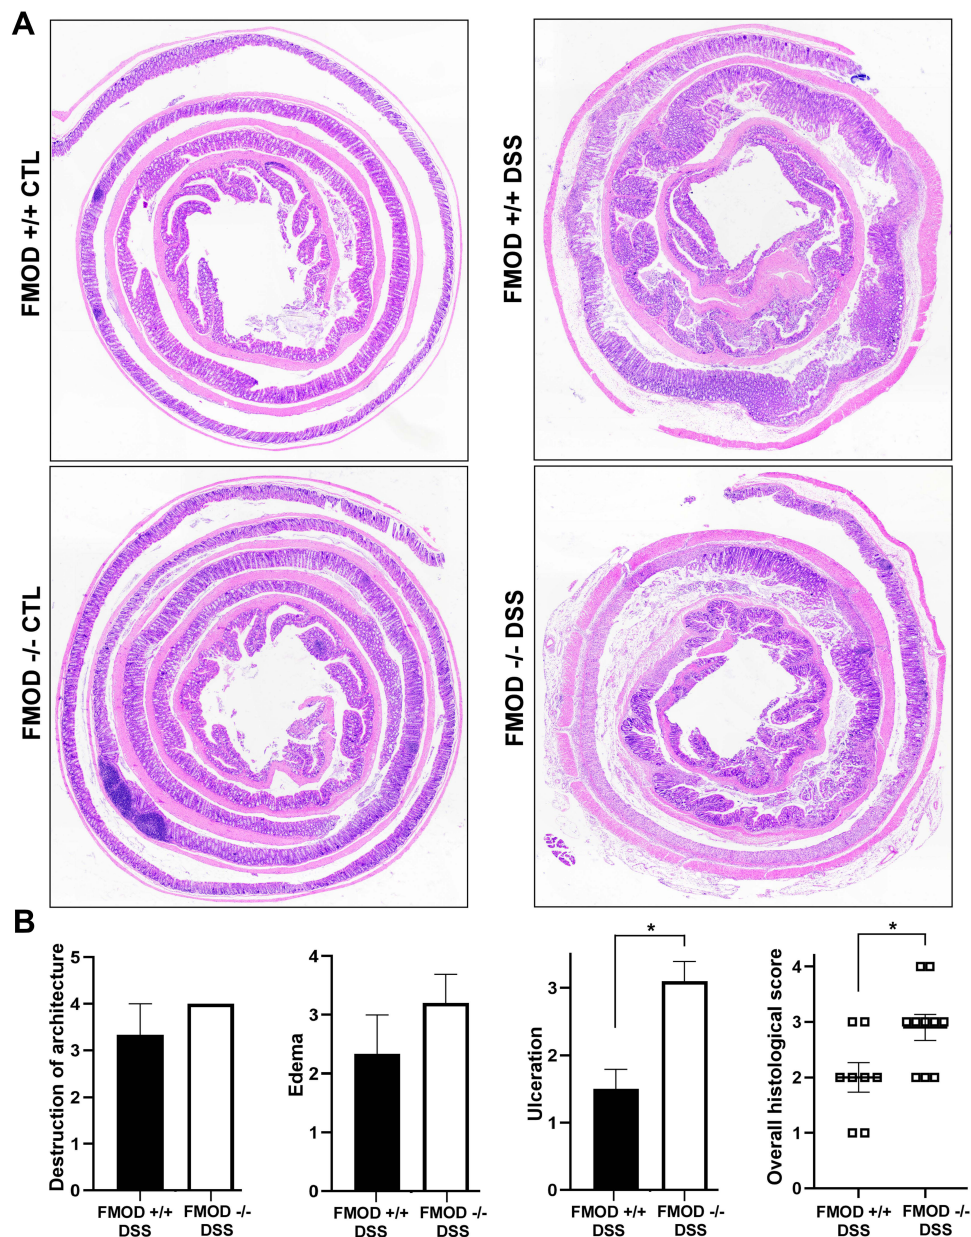 A
FMOD +/+ CTL
FMOD +/+ DSS
FMOD -/- CTL
FMOD -/- DSS
B
Destruction of architecture
5
4
3
2
1
0
FMOD +/+
DSS
FMOD -/-
DSS
Edema
4
3
2
1
0
FMOD +/+
DSS
FMOD -/-
DSS
Ulceration
3
2
1
0
*
FMOD +/+
DSS
FMOD -/-
DSS
Overall histological score
4
3
2
1
0
*
FMOD +/+
DSS
FMOD -/-
DSS